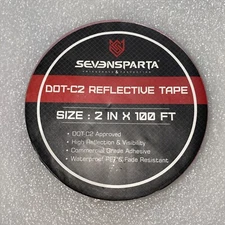 SEV3NSPARTA
DOT-C2 REFLECTIVE TAPE
SIZE : 2 IN X 100 FT
• DOT-C2 Approved
• High Reflection & Visibility
• Commercial Grade Adhesive
• Waterproof PET & Fade Resistant